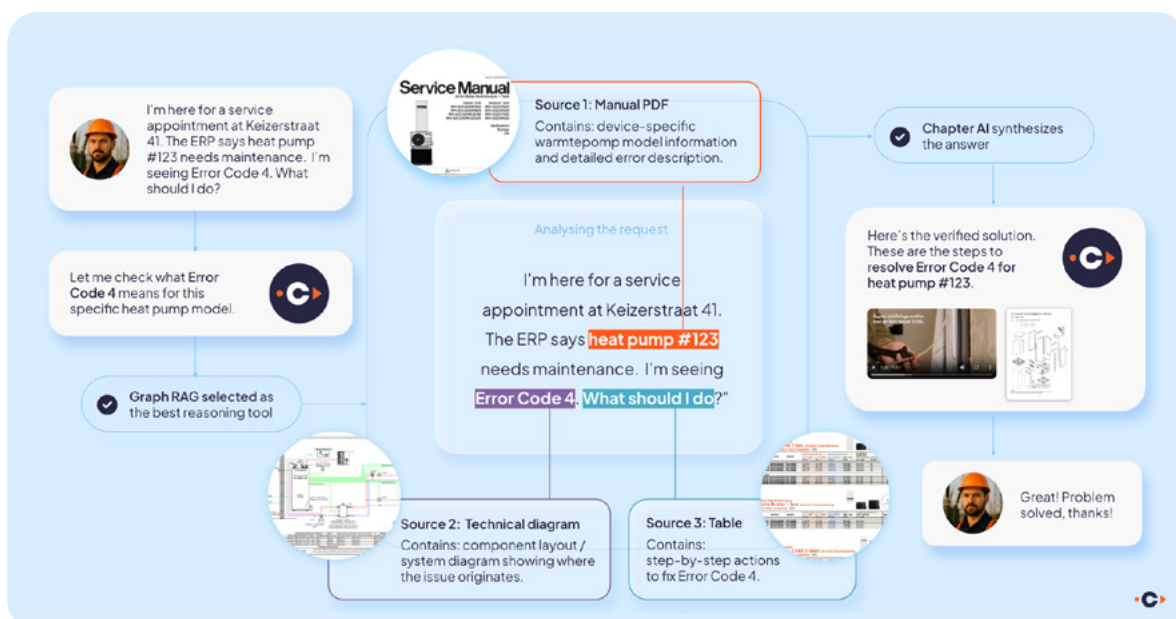 I'm here for a service
appointment at Keizerstraat
41. The ERP says heat pump
#123 needs maintenance. I'm
seeing Error Code 4. What
should I do?
Let me check what Error
Code 4 means for this
specific heat pump model.
Graph RAG selected as
the best reasoning tool
Service Manual
Source 1: Manual PDF
Contains: device-specific
warmtepomp model information
and detailed error description.
Analysing the request
I'm here for a service
appointment at Keizerstraat 41.
The ERP says heat pump #123
needs maintenance. I'm seeing
Error Code 4. What should I do?"
Source 2: Technical diagram
Contains: component layout /
system diagram showing where
the issue originates.
Source 3: Table
Contains:
step-by-step actions
to fix Error Code 4.
Chapter AI synthesizes
the answer
Here's the verified solution.
These are the steps to
resolve Error Code 4 for
heat pump #123.
Great! Problem
solved, thanks!